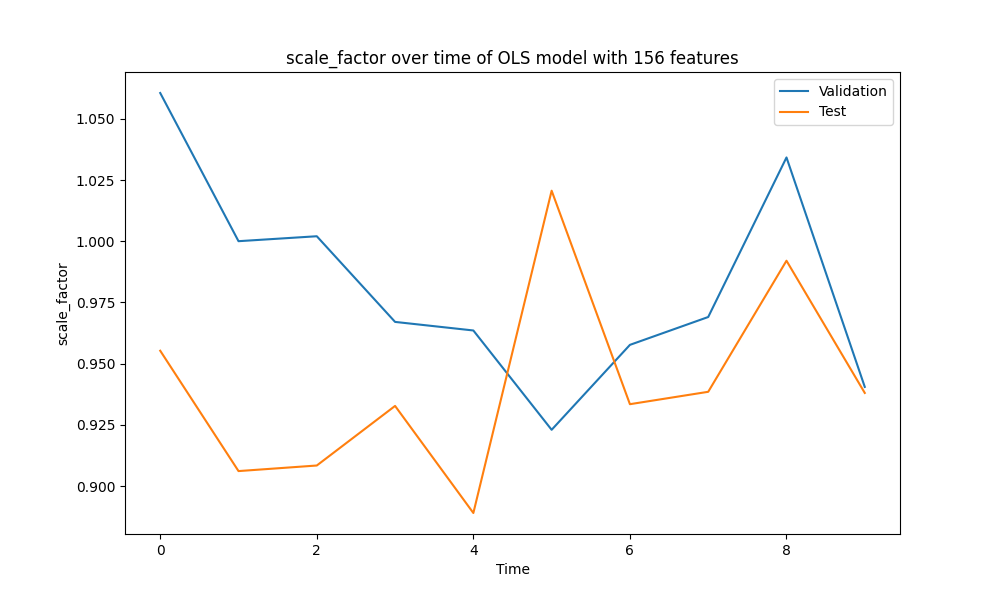 scale_factor over time of OLS model with 156 features
Validation
Test
1.050
1.025
1.000
0.975
0.950
0.925
0.900
scale_factor
0
2
4
6
8
Time